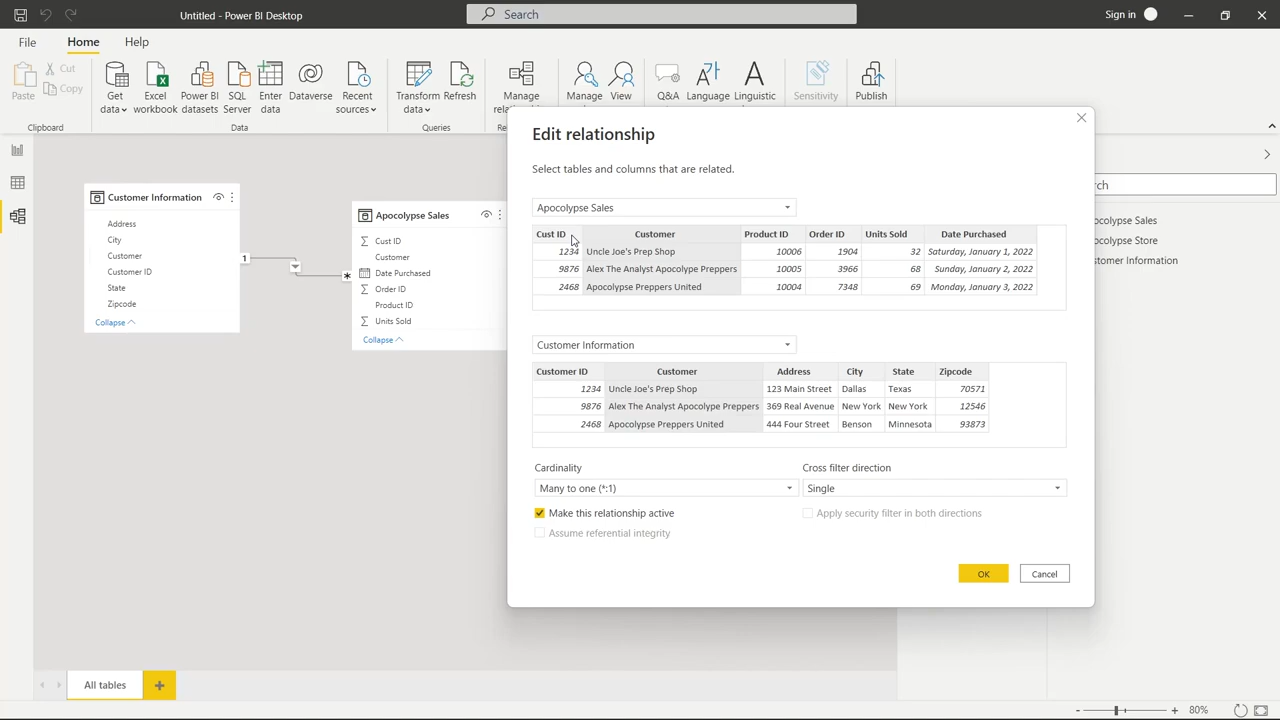 Untitled - Power BI Desktop
Search
Sign in
File
Home
Help
Paste
Cut
Copy
Clipboard
Get data
Excel workbook
Power BI datasets
SQL Server
Enter data
Dataverse
Recent sources
Data
Transform data
Refresh
Queries
Manage
View
Q&A
Language
Linguistic
Sensitivity
Publish
Customer Information
Address
City
Customer
Customer ID
State
Zipcode
Collapse
1
*
Apocolypse Sales
Cust ID
Customer
Date Purchased
Order ID
Product ID
Units Sold
Collapse
Edit relationship
Select tables and columns that are related.
Apocolypse Sales
Cust ID Customer Product ID Order ID Units Sold Date Purchased
1234 Uncle Joe's Prep Shop 10006 1904 32 Saturday, January 1, 2022
9876 Alex The Analyst Apocolype Preppers 10005 3966 68 Sunday, January 2, 2022
2468 Apocolypse Preppers United 10004 7348 69 Monday, January 3, 2022
Customer Information
Customer ID Customer Address City State Zipcode
1234 Uncle Joe's Prep Shop 123 Main Street Dallas Texas 70571
9876 Alex The Analyst Apocolype Preppers 369 Real Avenue New York New York 12546
2468 Apocolypse Preppers United 444 Four Street Benson Minnesota 93873
Cardinality
Many to one (*:1)
Cross filter direction
Single
Make this relationship active
Apply security filter in both directions
Assume referential integrity
OK
Cancel
Sales
Store
Information
All tables
80%